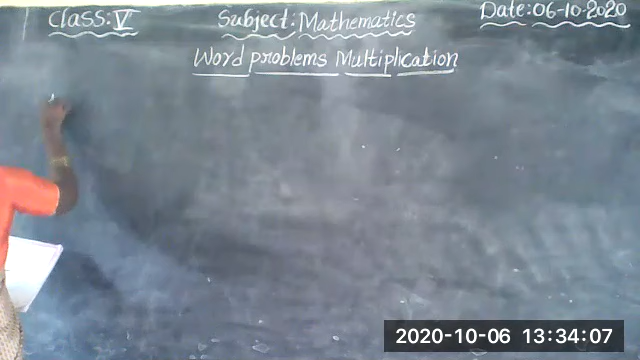 Class: V Subject: Mathematics Date: 06-10-2020
Word problems Multiplication
2020-10-06 13:34:07